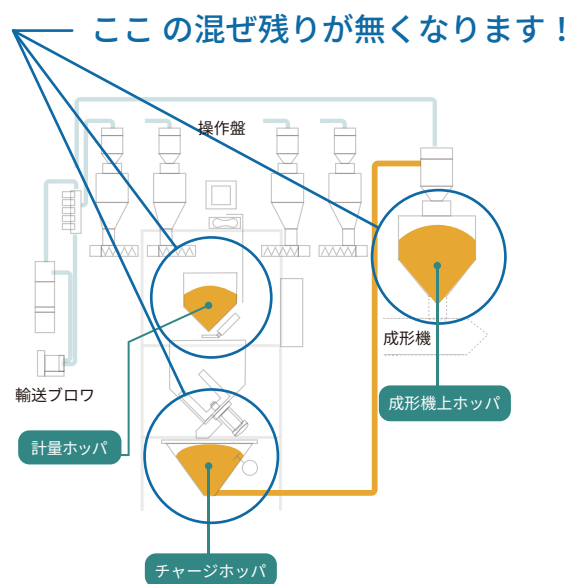 ここ の混ぜ残りが無くなります！
操作盤
成形機
輸送ブロワ
成形機上ホッパ
計量ホッパ
チャージホッパ